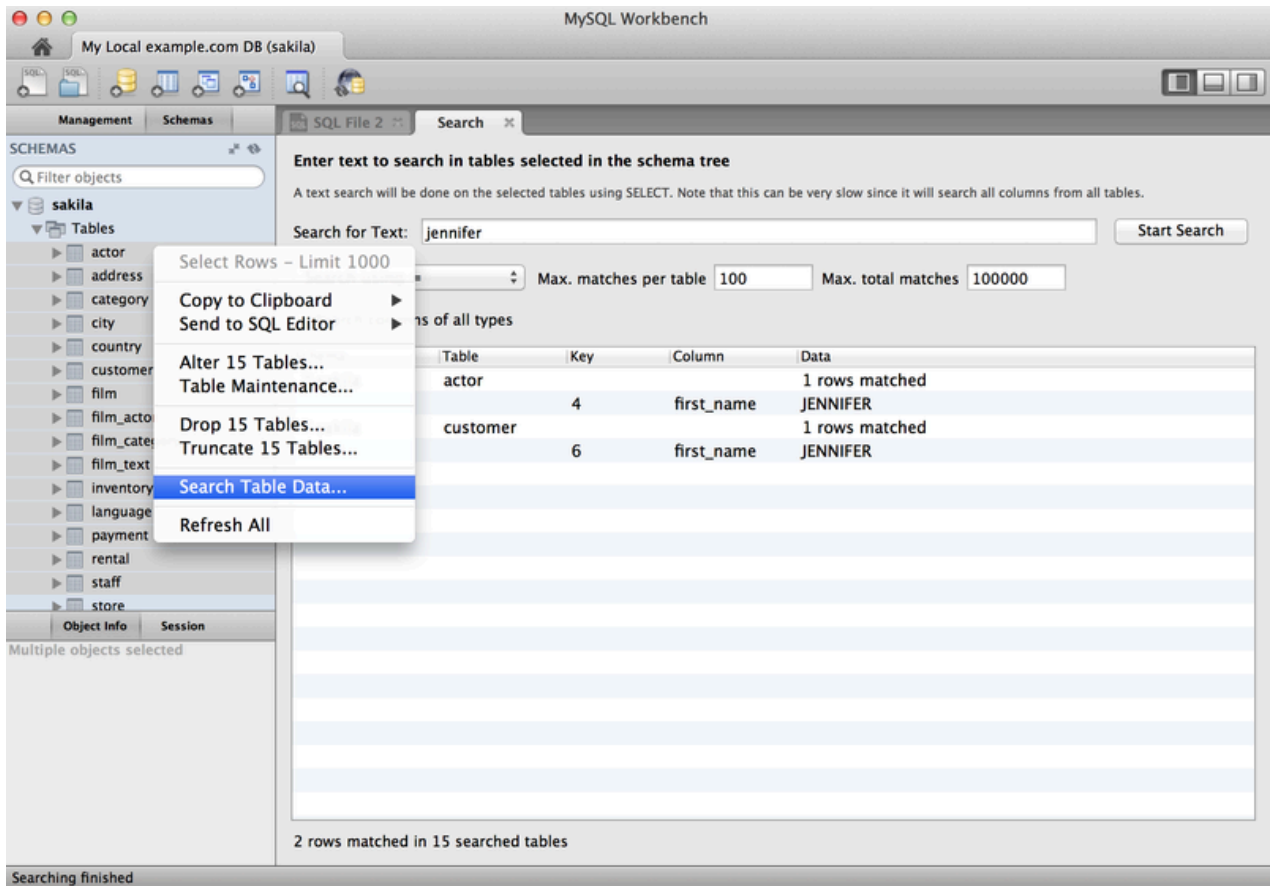 MySQL Workbench
My Local example.com DB (sakila)
SQL SQL
Management Schemas
SQL File 2 Search
SCHEMAS
Filter objects
sakila
Tables
actor
address
category
city
country
customer
film
film_acto
film_cate
film_text
inventory
language
payment
rental
staff
store
Object Info Session
Multiple objects selected
Select Rows – Limit 1000
Copy to Clipboard
Send to SQL Editor
Alter 15 Tables...
Table Maintenance...
Drop 15 Tables...
Truncate 15 Tables...
Search Table Data...
Refresh All
Enter text to search in tables selected in the schema tree
A text search will be done on the selected tables using SELECT. Note that this can be very slow since it will search all columns from all tables.
Search for Text: jennifer Start Search
= Max. matches per table 100 Max. total matches 100000
of all types
Table Key Column Data
actor 1 rows matched
4 first_name JENNIFER
customer 1 rows matched
6 first_name JENNIFER
2 rows matched in 15 searched tables
Searching finished